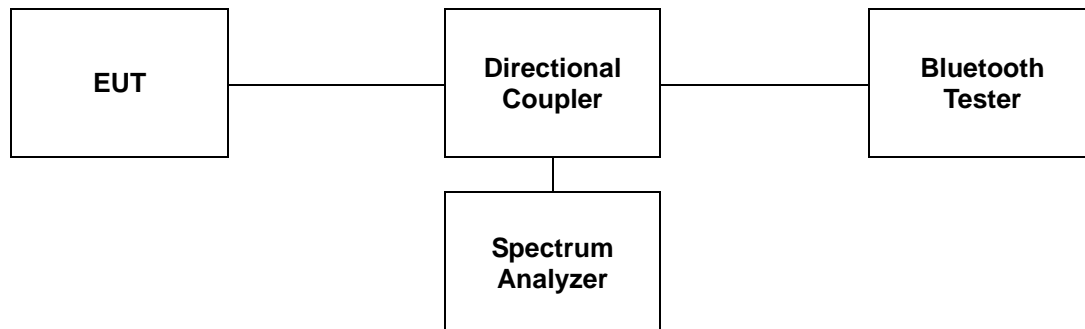 EUT
Directional
Coupler
Bluetooth
Tester
Spectrum
Analyzer